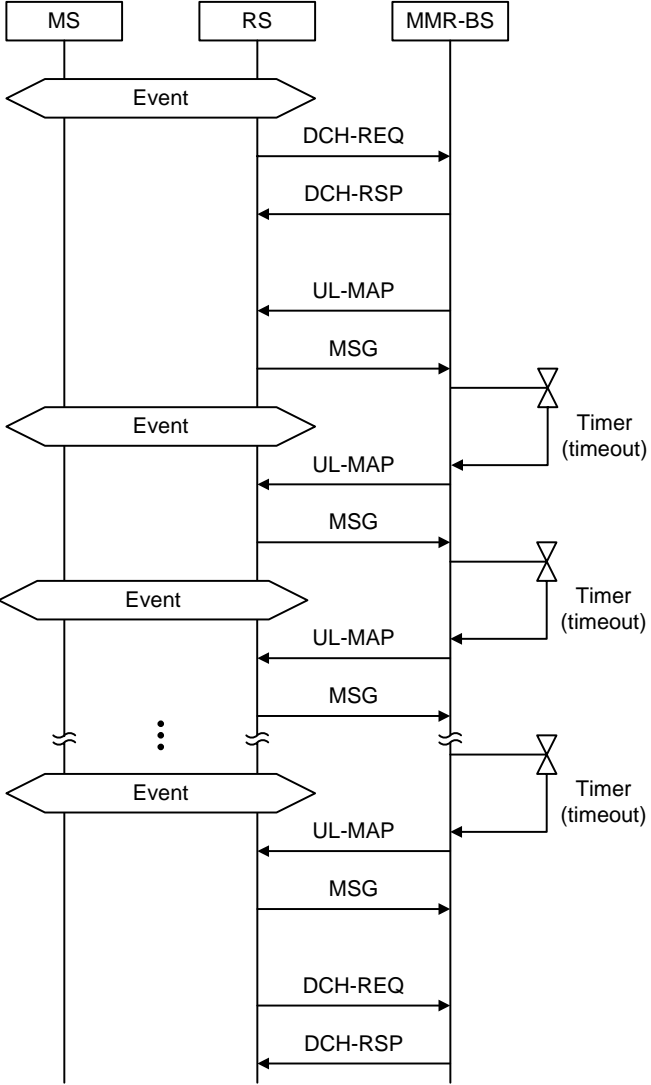 MS
RS
MMR-BS
Event
DCH-REQ
DCH-RSP
UL-MAP
MSG
Event
Timer
(timeout)
UL-MAP
MSG
Event
Timer
(timeout)
UL-MAP
MSG
Event
Timer
(timeout)
UL-MAP
MSG
DCH-REQ
DCH-RSP